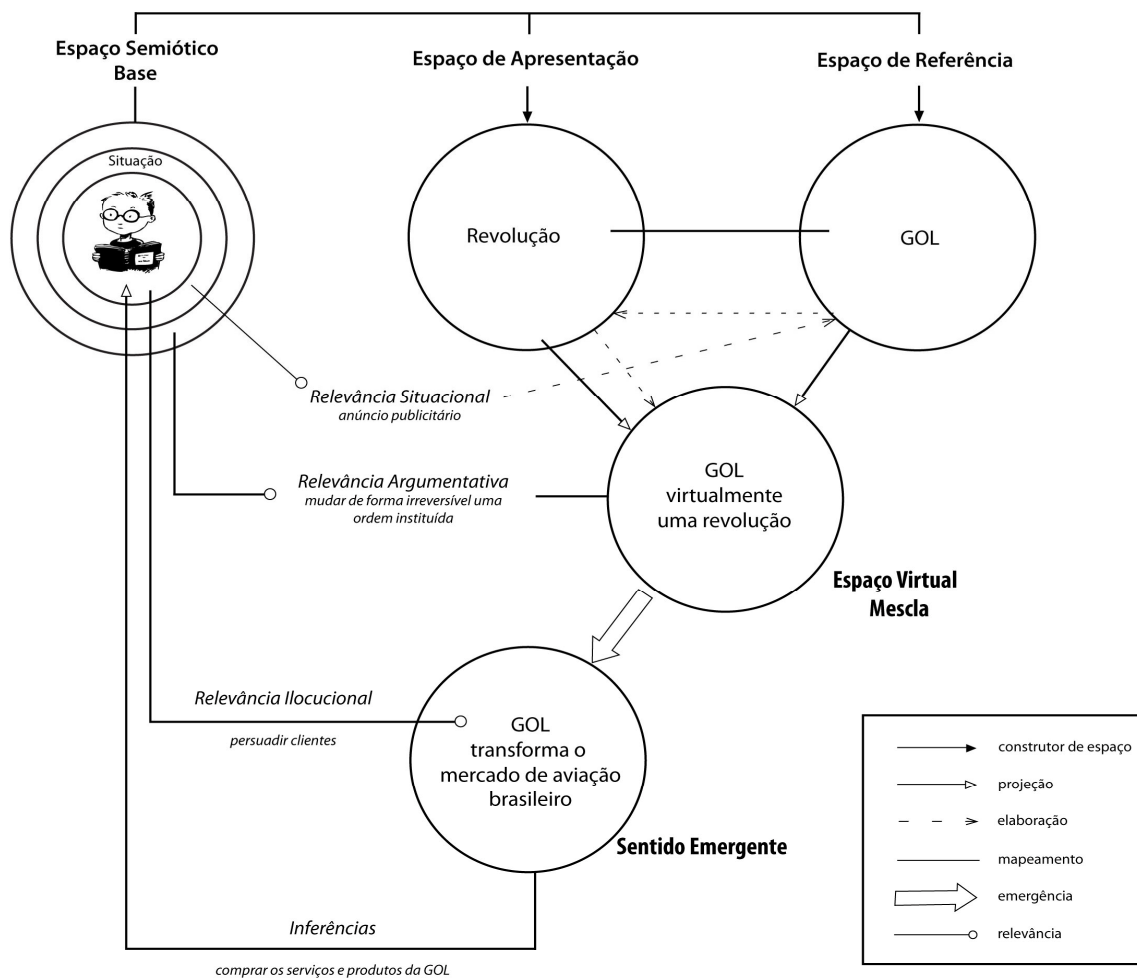 Espaço Semiótico
Base
Espaço de Apresentação
Espaço de Referência
Situação
Revolução
GOL
Relevância Situacional
anúncio publicitário
Relevância Argumentativa
mudar de forma irreversível uma
ordem instituída
GOL
virtualmente
uma revolução
Espaço Virtual
Mescla
Relevância Ilocucional
persuadir clientes
GOL
transforma o
mercado de aviação
brasileiro
Sentido Emergente
Inferências
comprar os serviços e produtos da GOL
construtor de espaço
projeção
elaboração
mapeamento
emergência
relevância